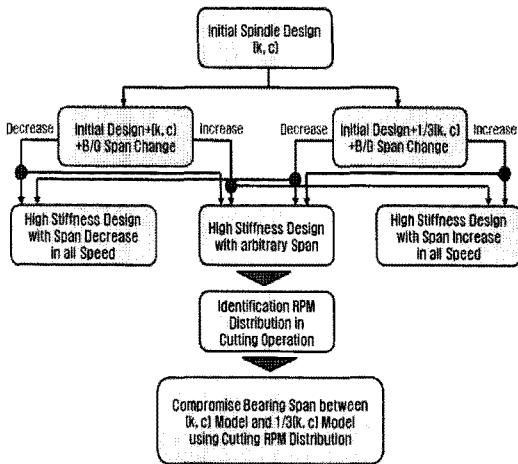 Initial Spindle Design
(k, c)
Decrease
Initial Design+(k, c)
+B/G Span Change
Increase
Decrease
Initial Design+1/3(k, c)
+B/G Span Change
Increase
High Stiffness Design
with Span Decrease
in all Speed
High Stiffness Design
with arbitrary Span
High Stiffness Design
with Span Increase
in all Speed
Identification RPM
Distribution in
Cutting Operation
Compromise Bearing Span between
(k, c) Model and 1/3(k, c) Model
using Cutting RPM Distribution